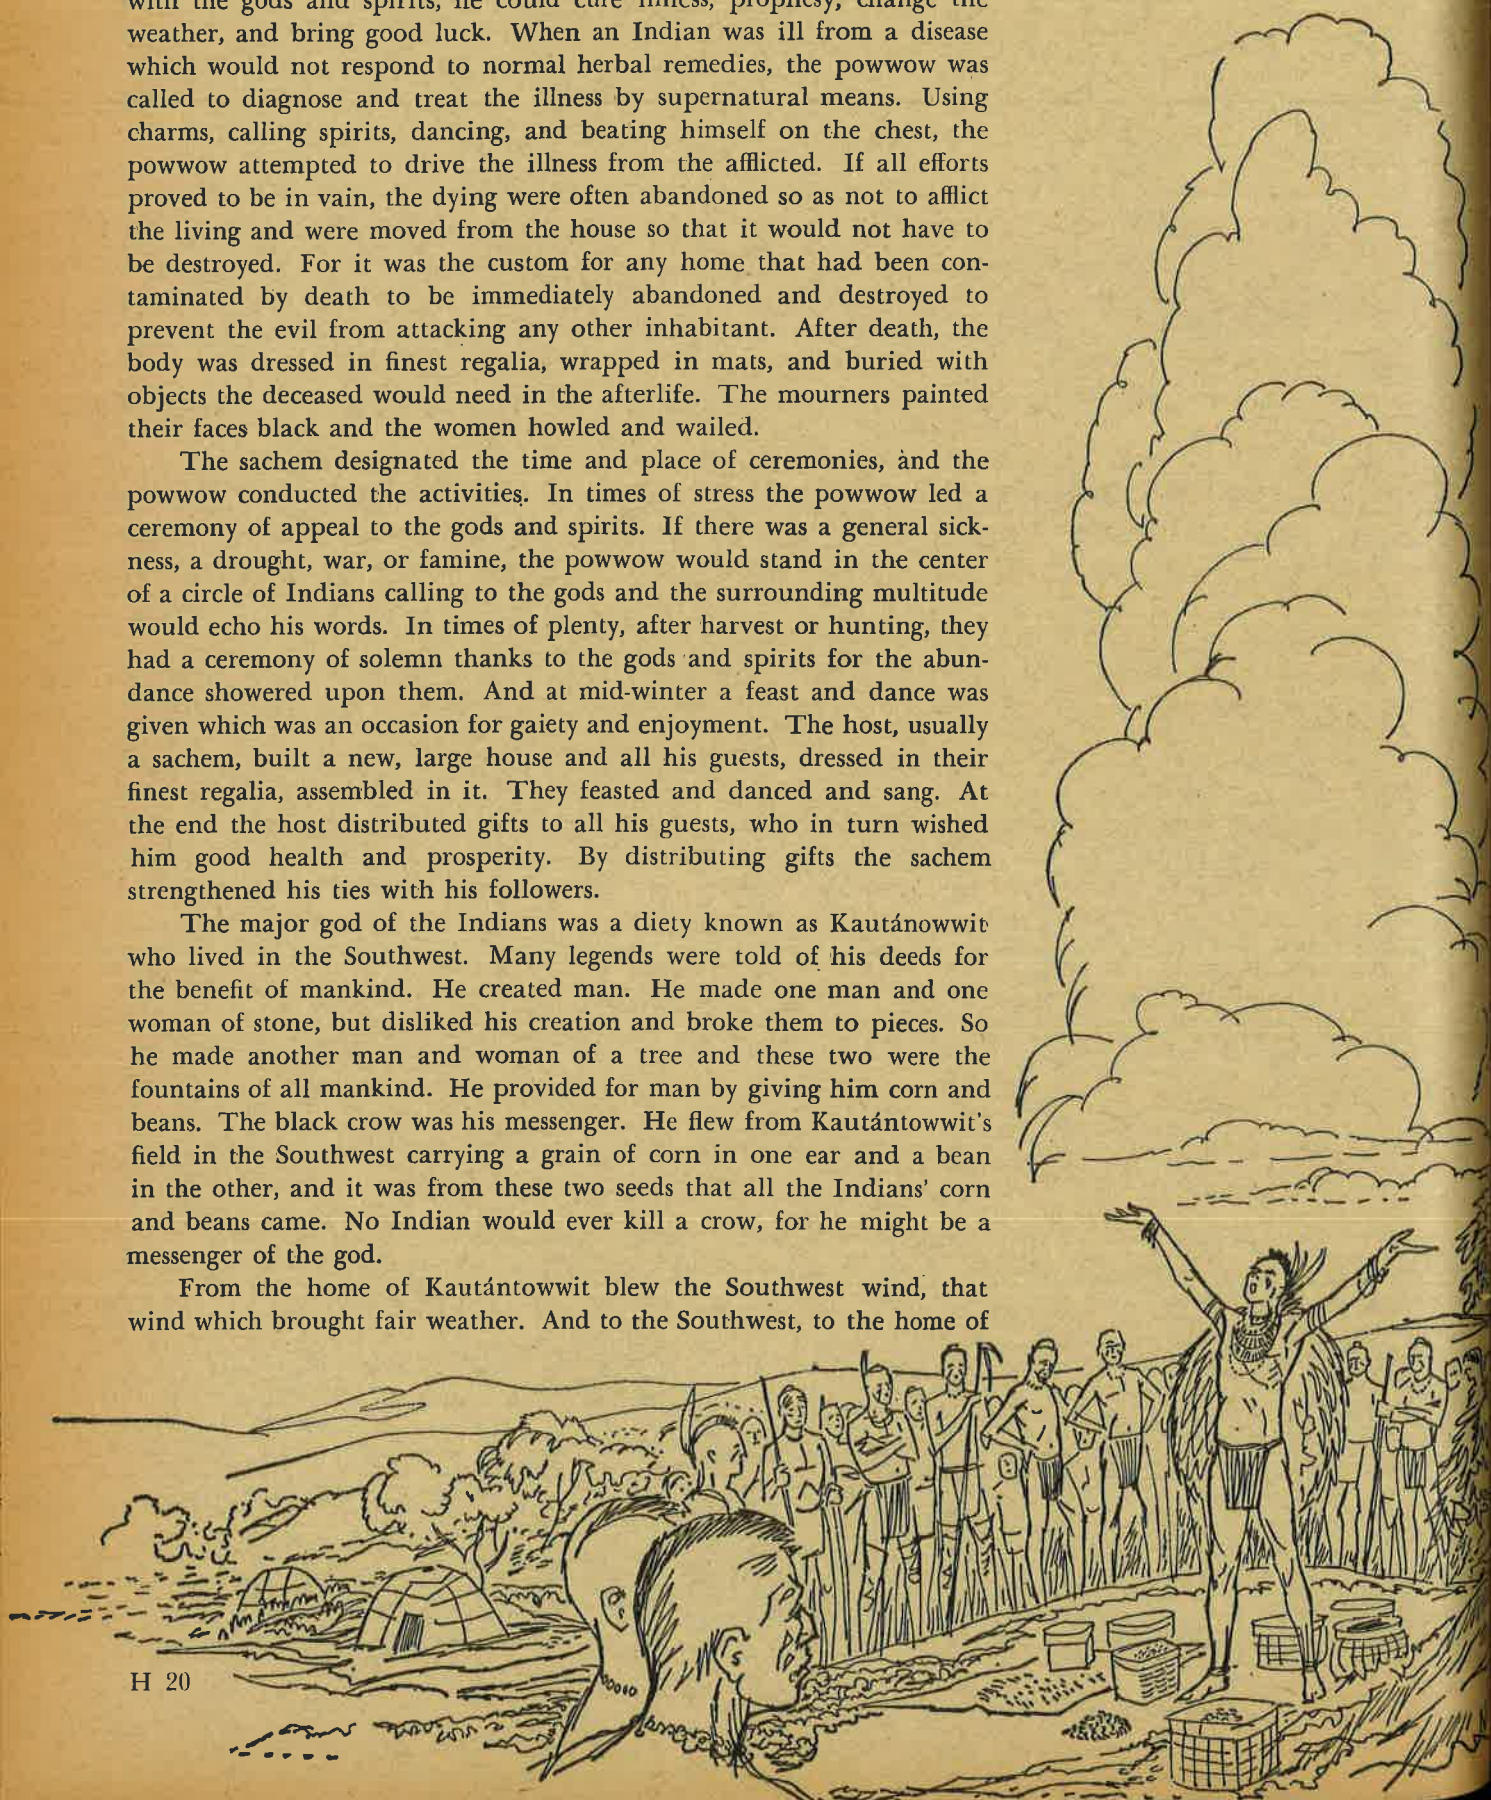 with the gods and spirits, he could cure illness, prophesy, change the
weather, and bring good luck. When an Indian was ill from a disease
which would not respond to normal herbal remedies, the powwow was
called to diagnose and treat the illness by supernatural means. Using
charms, calling spirits, dancing, and beating himself on the chest, the
powwow attempted to drive the illness from the afflicted. If all efforts
proved to be in vain, the dying were often abandoned so as not to afflict
the living and were moved from the house so that it would not have to
be destroyed. For it was the custom for any home that had been con-
taminated by death to be immediately abandoned and destroyed to
prevent the evil from attacking any other inhabitant. After death, the
body was dressed in finest regalia, wrapped in mats, and buried with
objects the deceased would need in the afterlife. The mourners painted
their faces black and the women howled and wailed.
The sachem designated the time and place of ceremonies, and the
powwow conducted the activities. In times of stress the powwow led a
ceremony of appeal to the gods and spirits. If there was a general sick-
ness, a drought, war, or famine, the powwow would stand in the center
of a circle of Indians calling to the gods and the surrounding multitude
would echo his words. In times of plenty, after harvest or hunting, they
had a ceremony of solemn thanks to the gods and spirits for the abun-
dance showered upon them. And at mid-winter a feast and dance was
given which was an occasion for gaiety and enjoyment. The host, usually
a sachem, built a new, large house and all his guests, dressed in their
finest regalia, assembled in it. They feasted and danced and sang. At
the end the host distributed gifts to all his guests, who in turn wished
him good health and prosperity. By distributing gifts the sachem
strengthened his ties with his followers.
The major god of the Indians was a diety known as Kautánowwit
who lived in the Southwest. Many legends were told of his deeds for
the benefit of mankind. He created man. He made one man and one
woman of stone, but disliked his creation and broke them to pieces. So
he made another man and woman of a tree and these two were the
fountains of all mankind. He provided for man by giving him corn and
beans. The black crow was his messenger. He flew from Kautántowwit's
field in the Southwest carrying a grain of corn in one ear and a bean
in the other, and it was from these two seeds that all the Indians' corn
and beans came. No Indian would ever kill a crow, for he might be a
messenger of the god.
From the home of Kautántowwit blew the Southwest wind, that
wind which brought fair weather. And to the Southwest, to the home of
H 20